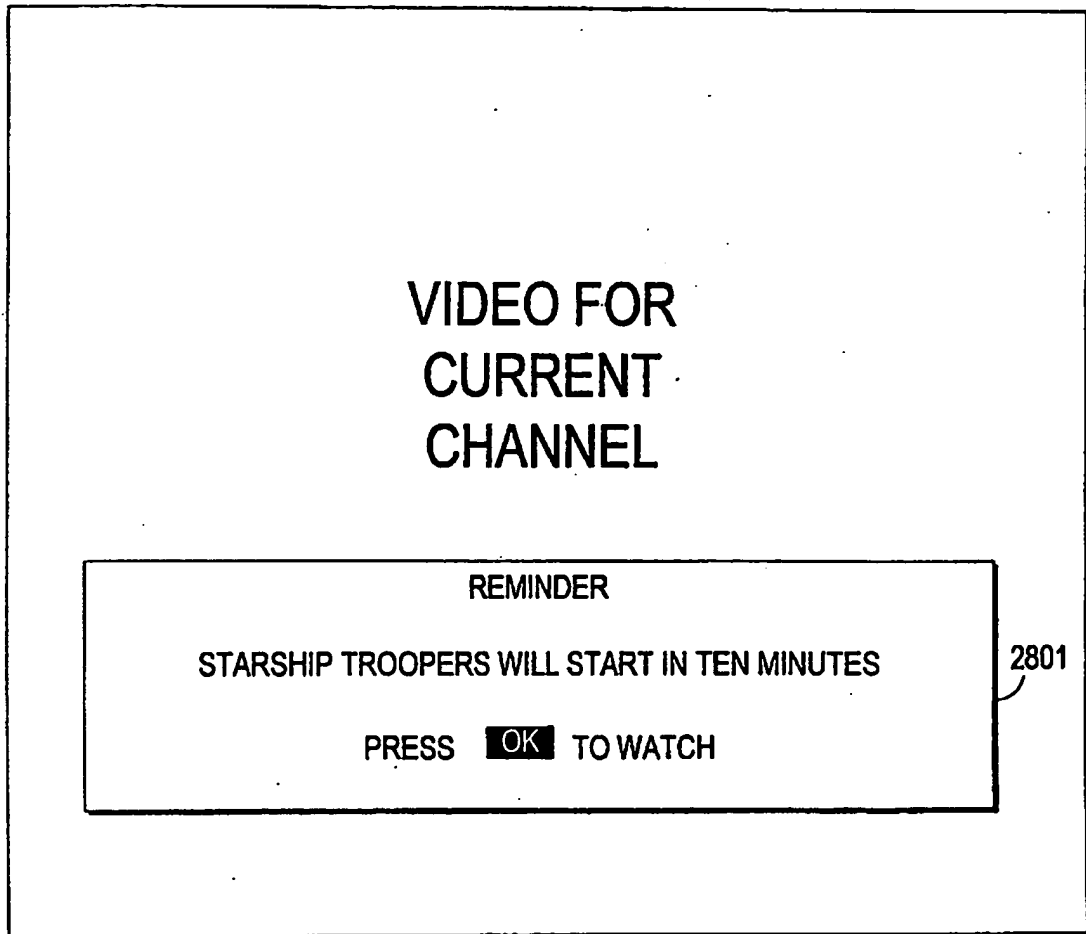 VIDEO FOR
CURRENT
CHANNEL
REMINDER
STARSHIP TROOPERS WILL START IN TEN MINUTES
2801
PRESS OK TO WATCH